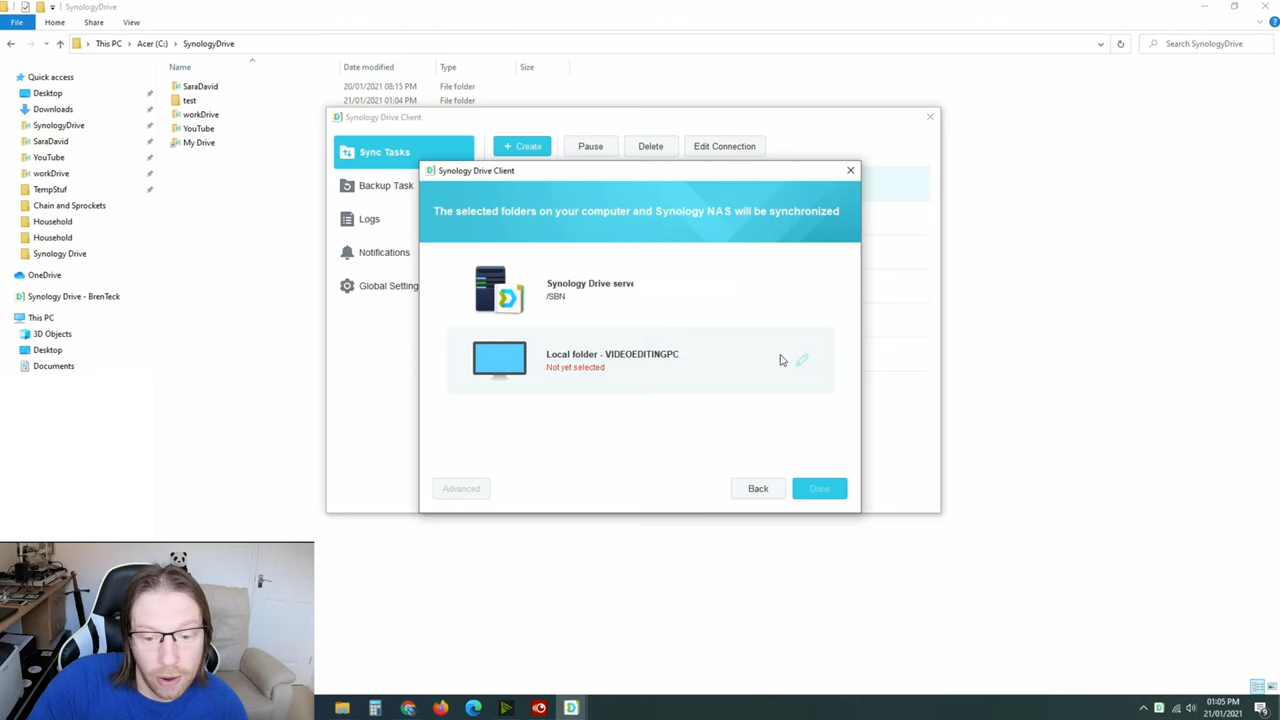 SynologyDrive
File
Home
Share
View
This PC
Acer (C:)
SynologyDrive
Search SynologyDrive
Name
Date modified
Type
Size
Quick access
Desktop
Downloads
SynologyDrive
SaraDavid
YouTube
workDrive
TempStuf
Chain and Sprockets
Household
Household
Synology Drive
OneDrive
Synology Drive - BrenTeck
This PC
3D Objects
Desktop
Documents
SaraDavid
20/01/2021 08:15 PM
File folder
test
21/01/2021 01:04 PM
File folder
workDrive
YouTube
My Drive
Synology Drive Client
Sync Tasks
Backup Task
Logs
Notifications
Global Setting
+ Create
Pause
Delete
Edit Connection
Synology Drive Client
The selected folders on your computer and Synology NAS will be synchronized
Synology Drive serve
/SBN
Local folder - VIDEOEDITINGPC
Not yet selected
Advanced
Back
Done
01:05 PM
21/01/2021